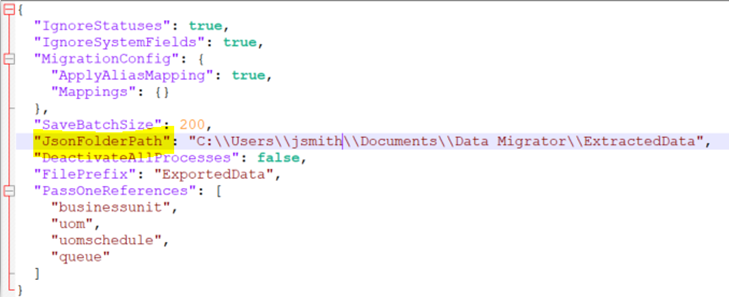 {
"IgnoreStatuses": true,
"IgnoreSystemFields": true,
"MigrationConfig": {
"ApplyAliasMapping": true,
"Mappings": {}
},
"SaveBatchSize": 200,
"JsonFolderPath": "C:\\Users\\jsmith\\Documents\\Data Migrator\\ExtractedData",
"DeactivateAllProcesses": false,
"FilePrefix": "ExportedData",
"PassOneReferences": [
"businessunit",
"uom",
"uomschedule",
"queue"
]
}